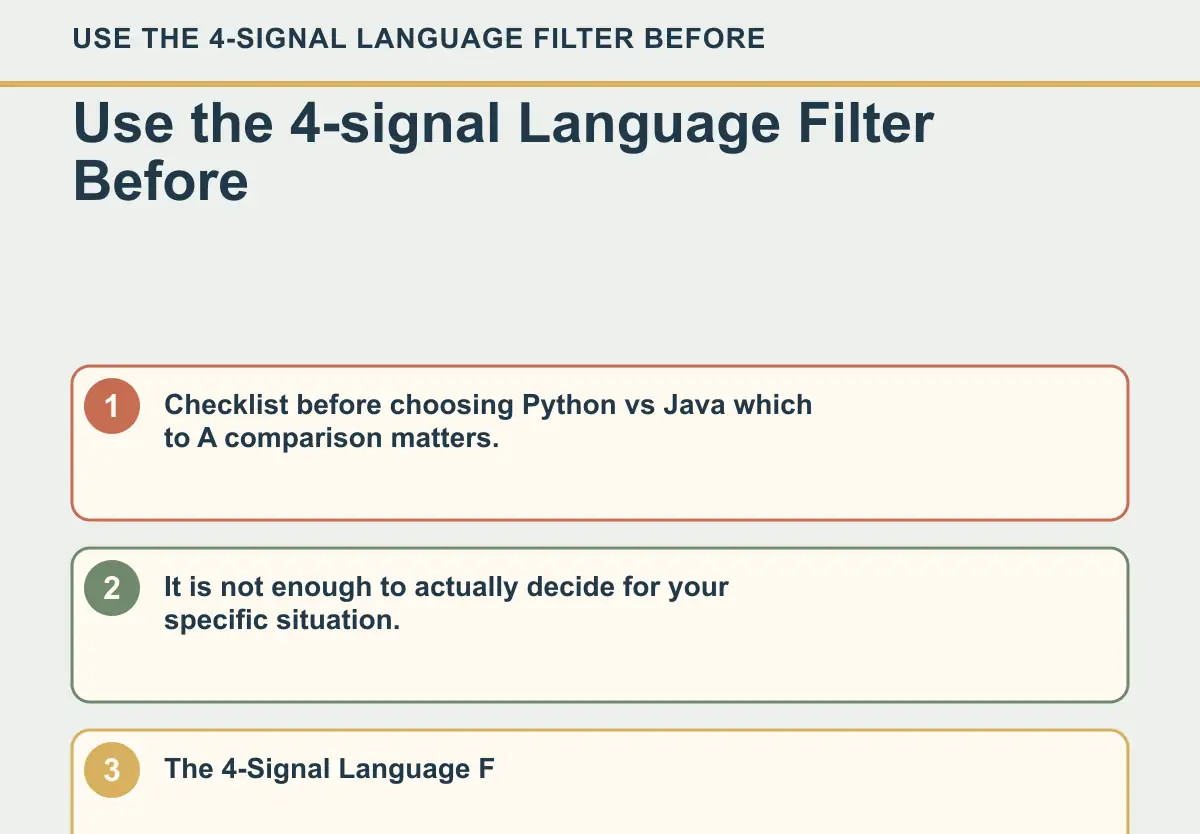 USE THE 4-SIGNAL LANGUAGE FILTER BEFORE
Use the 4-signal Language Filter
Before
1
Checklist before choosing Python vs Java which
to A comparison matters.
2
It is not enough to actually decide for your
specific situation.
3
The 4-Signal Language F